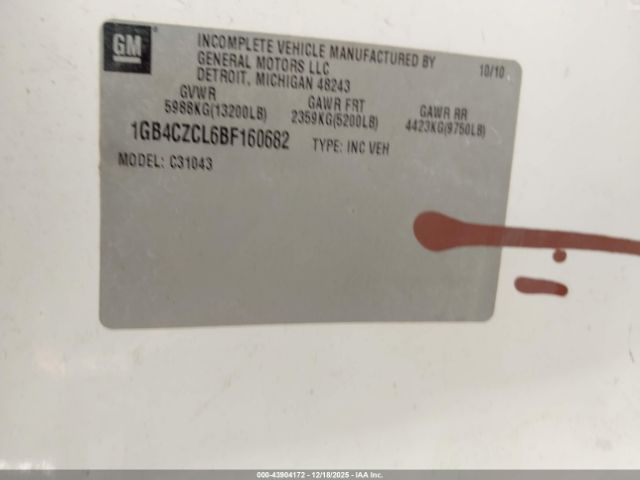 GM
INCOMPLETE VEHICLE MANUFACTURED BY
GENERAL MOTORS LLC
DETROIT, MICHIGAN 48243
10/10
GVWR GAWR FRT GAWR RR
5988KG(13200LB) 2359KG(5200LB) 4423KG(9750LB)
1GB4CZCL6BF160682 TYPE: INC VEH
MODEL: C31043
000-43904172 - 12/18/2025 - IAA Inc.